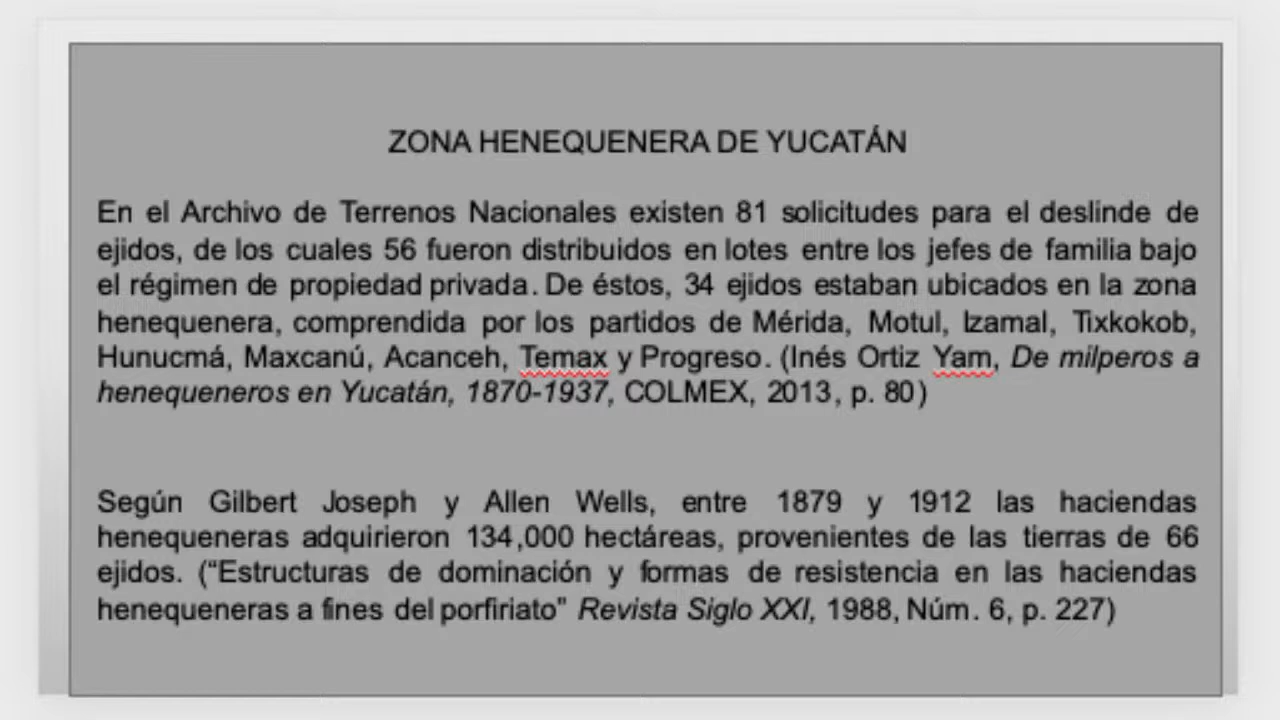 ZONA HENEQUENERA DE YUCATÁN
En el Archivo de Terrenos Nacionales existen 81 solicitudes para el deslinde de
ejidos, de los cuales 56 fueron distribuidos en lotes entre los jefes de familia bajo
el régimen de propiedad privada. De éstos, 34 ejidos estaban ubicados en la zona
henequenera, comprendida por los partidos de Mérida, Motul, Izamal, Tixkokob,
Hunucmá, Maxcanú, Acanceh, Temax y Progreso. (Inés Ortiz Yam, De milperos a
henequeneros en Yucatán, 1870-1937, COLMEX, 2013, p. 80)
Según Gilbert Joseph y Allen Wells, entre 1879 y 1912 las haciendas
henequeneras adquirieron 134,000 hectáreas, provenientes de las tierras de 66
ejidos. (“Estructuras de dominación y formas de resistencia en las haciendas
henequeneras a fines del porfiriato” Revista Siglo XXI, 1988, Núm. 6, p. 227)